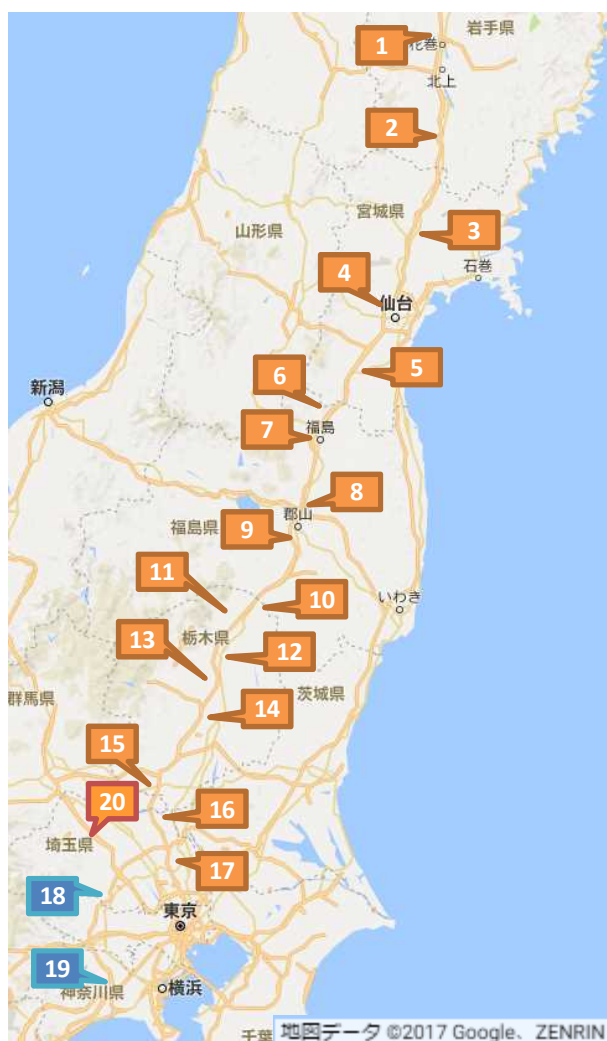 岩手県
1
花巻
北上
2
宮城県
3
山形県
石巻
4
仙台
5
6
新潟
7
福島
8
福島県
郡山
9
11
10
いわき
13
栃木県
12
茨城県
群馬県
14
15
20
16
埼玉県
17
18
東京
19
神奈川県
横浜
千葉
地図データ ©2017 Google、ZENRIN